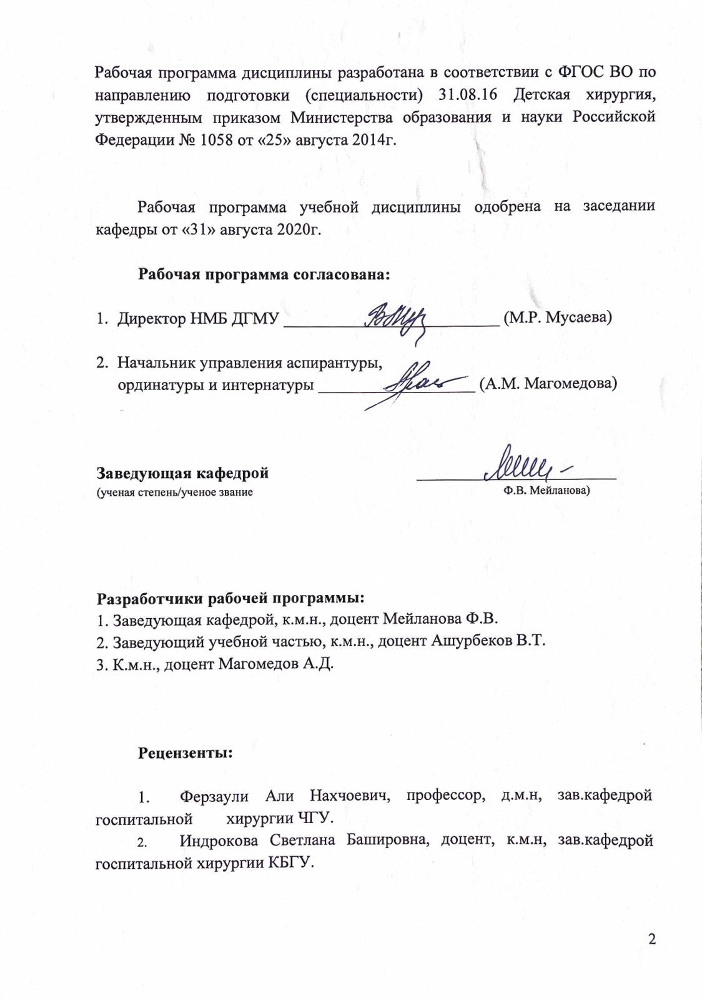 Рабочая программа дисциплины разработана в соответствии с ФГОС ВО по
направлению подготовки (специальности) 31.08.16 Детская хирургия,
утвержденным приказом Министерства образования и науки Российской
Федерации № 1058 от «25» августа 2014г.
Рабочая программа учебной дисциплины одобрена на заседании
кафедры от «31» августа 2020г.
Рабочая программа согласована:
1. Директор НМБ ДГМУ (М.Р. Мусаева)
2. Начальник управления аспирантуры,
ординатуры и интернатуры (А.М. Магомедова)
Заведующая кафедрой
(ученая степень/ученое звание Ф.В. Мейланова)
Разработчики рабочей программы:
1. Заведующая кафедрой, к.м.н., доцент Мейланова Ф.В.
2. Заведующий учебной частью, к.м.н., доцент Ашурбеков В.Т.
3. К.м.н., доцент Магомедов А.Д.
Рецензенты:
1. Ферзаули Али Нахчоевич, профессор, д.м.н, зав.кафедрой
госпитальной хирургии ЧГУ.
2. Индрокова Светлана Башировна, доцент, к.м.н, зав.кафедрой
госпитальной хирургии КБГУ.
2